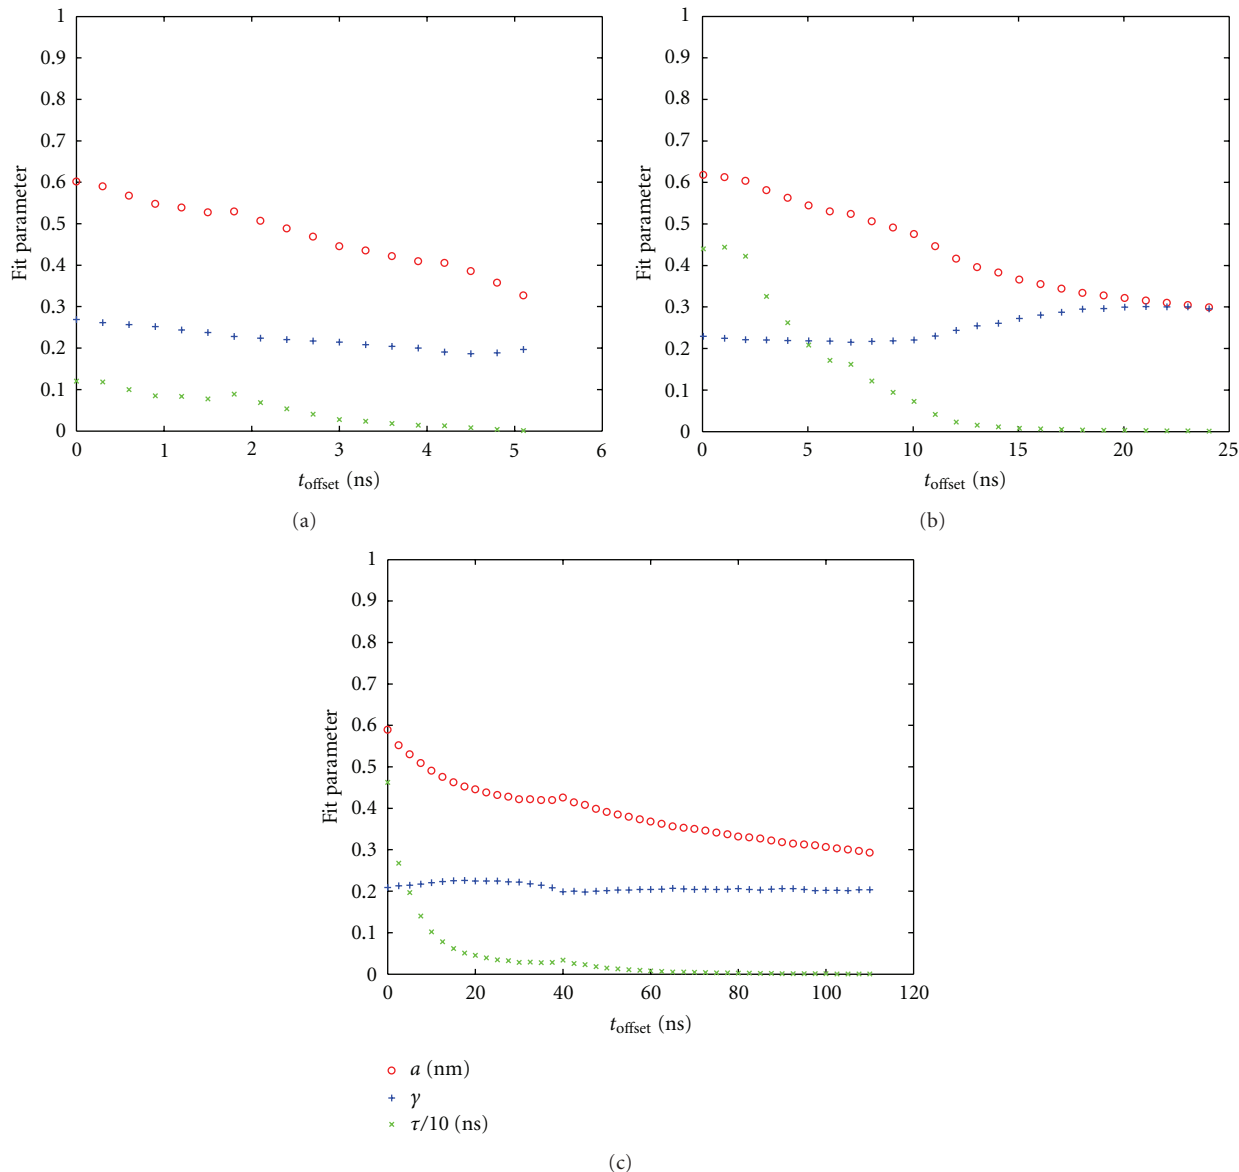 1
0.9
0.8
0.7
0.6
0.5
0.4
0.3
0.2
0.1
0
Fit parameter
0 1 2 3 4 5 6
t offset (ns)
(a)
1
0.9
0.8
0.7
0.6
0.5
0.4
0.3
0.2
0.1
0
Fit parameter
0 5 10 15 20 25
t offset (ns)
(b)
1
0.9
0.8
0.7
0.6
0.5
0.4
0.3
0.2
0.1
0
Fit parameter
0 20 40 60 80 100 120
t offset (ns)
a (nm)
γ
τ/10 (ns)
(c)